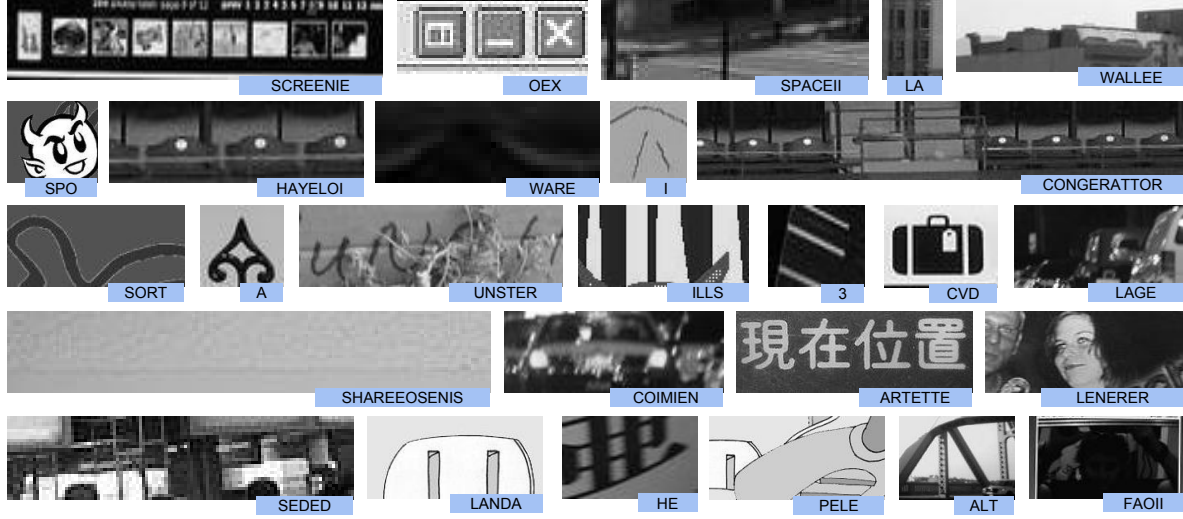 SCREENIE OEX SPACEII LA WALLEE
SPO HAYELOI WARE I CONGERATTOR
SORT A UNSTER ILLS 3 CVD LAGE
現在位置
SHAREEOSENIS COIMIEN ARTETTE LENERER
SEDED LANDA HE PELE ALT FAOII